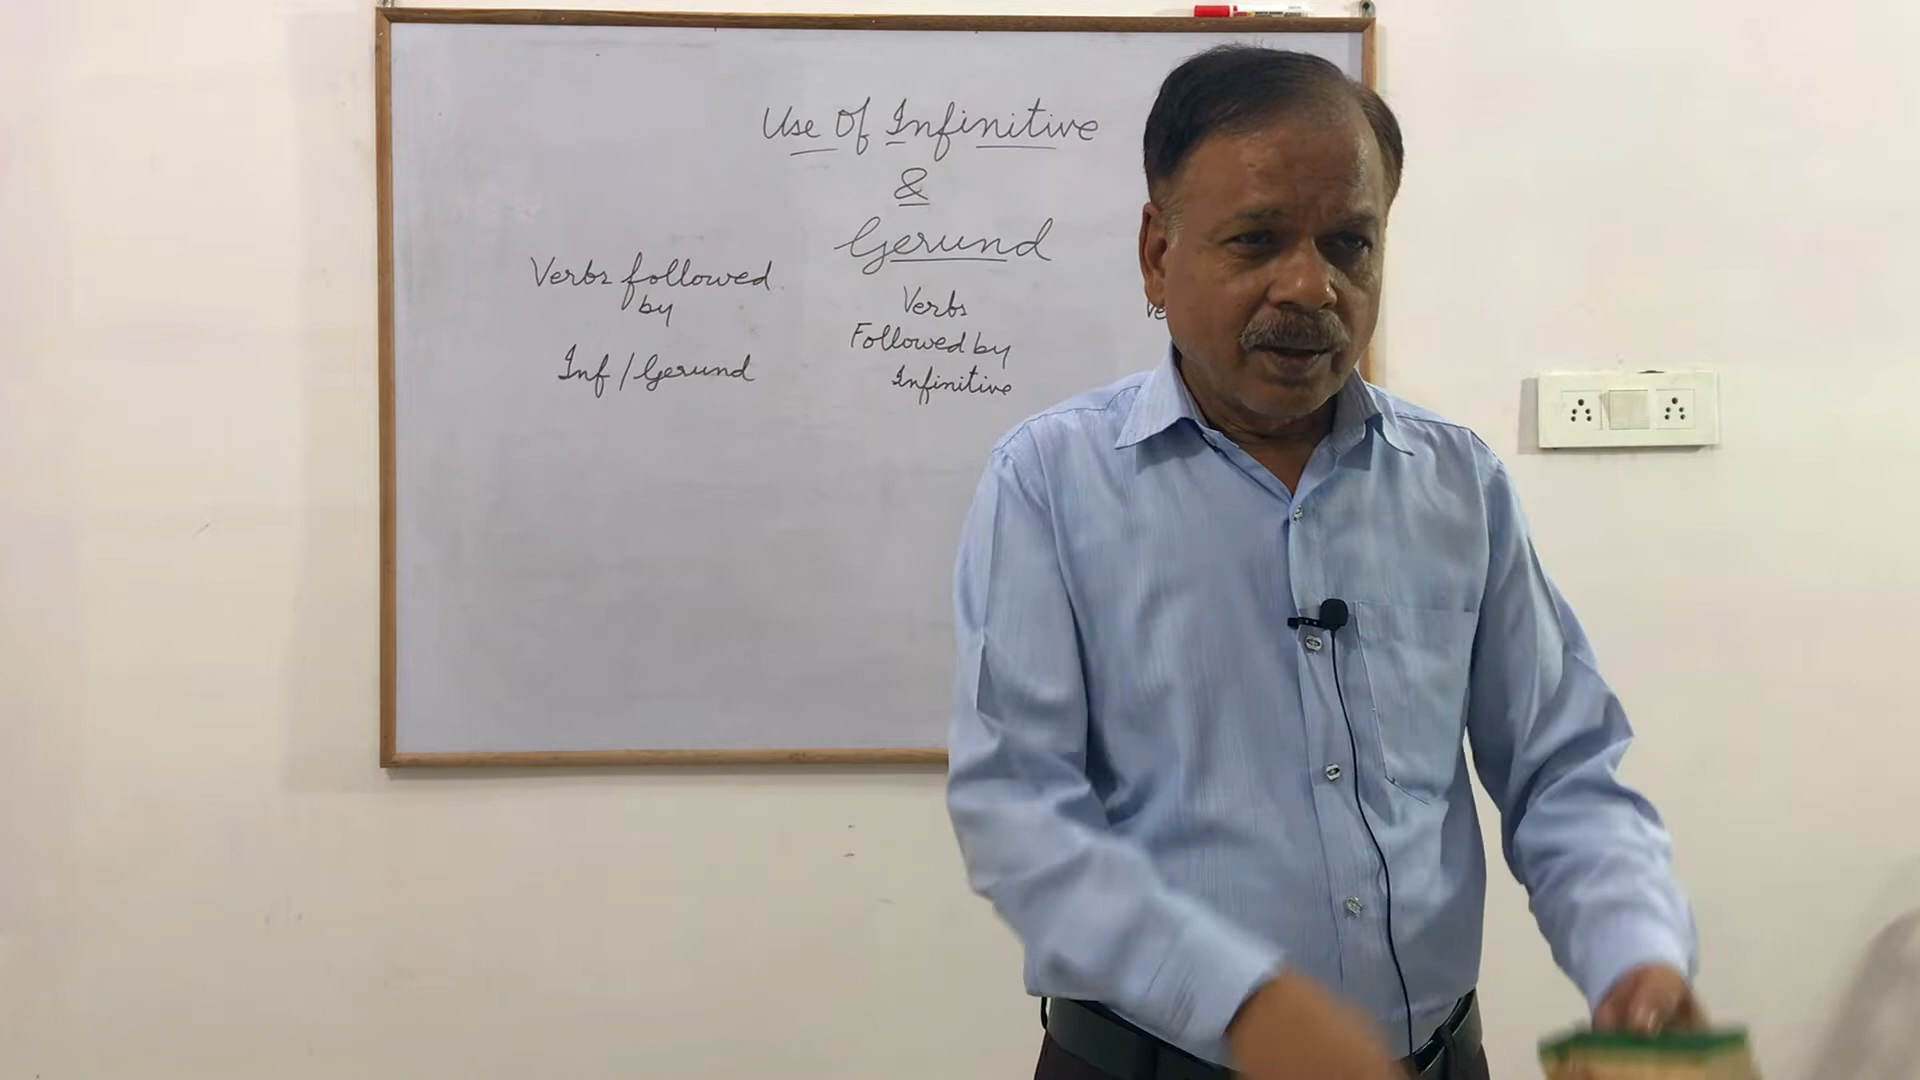 Use Of Infinitive
&
Gerund
Verbs followed
by
Inf / Gerund
Verbs
Followed by
Infinitive